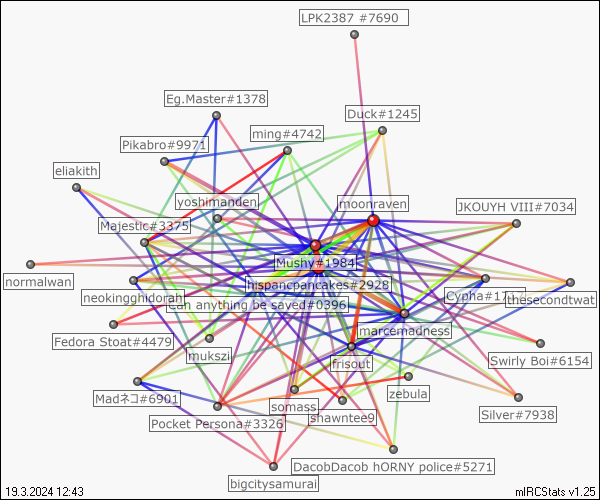 LPK2387 #7690
Eg.Master#1378
Duck#1245
ming#4742
Pikabro#9971
eliakith
yoshimanden
moonraven
JKOUYH VIII#7034
Majestic#3375
Mushy#1984
normalwan
hispancpancakes#2928
neokingghidorah
Can anything be saved#0396
thesecondtwat
marcemadness
Fedora Stoat#4479
mukszi
frisout
Swirly Boi#6154
Madネコ#6901
somass
zebula
shawntee9
Silver#7938
Pocket Persona#3326
DacobDacob hORNY police#5271
bigcitysamurai
19.3.2024 12:43
mIRCStats v1.25